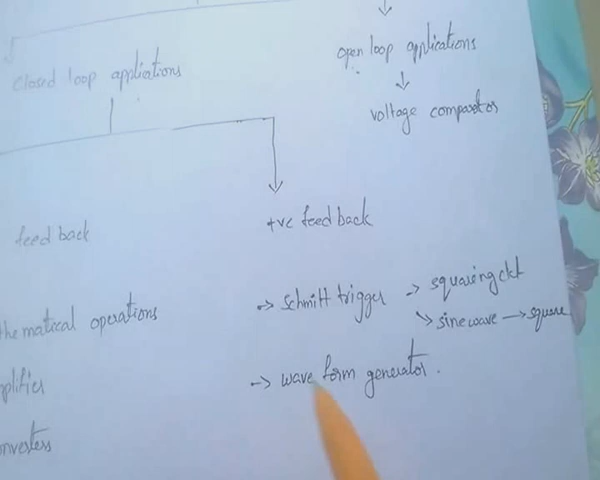 open loop applications
closed loop appliations
voltage comparator
feed back
+ve feed back
-> schmitt trigger -> squaring ckt
-> sine wave -> square
thematical operations
-> wave form generator.
plifier
nverters